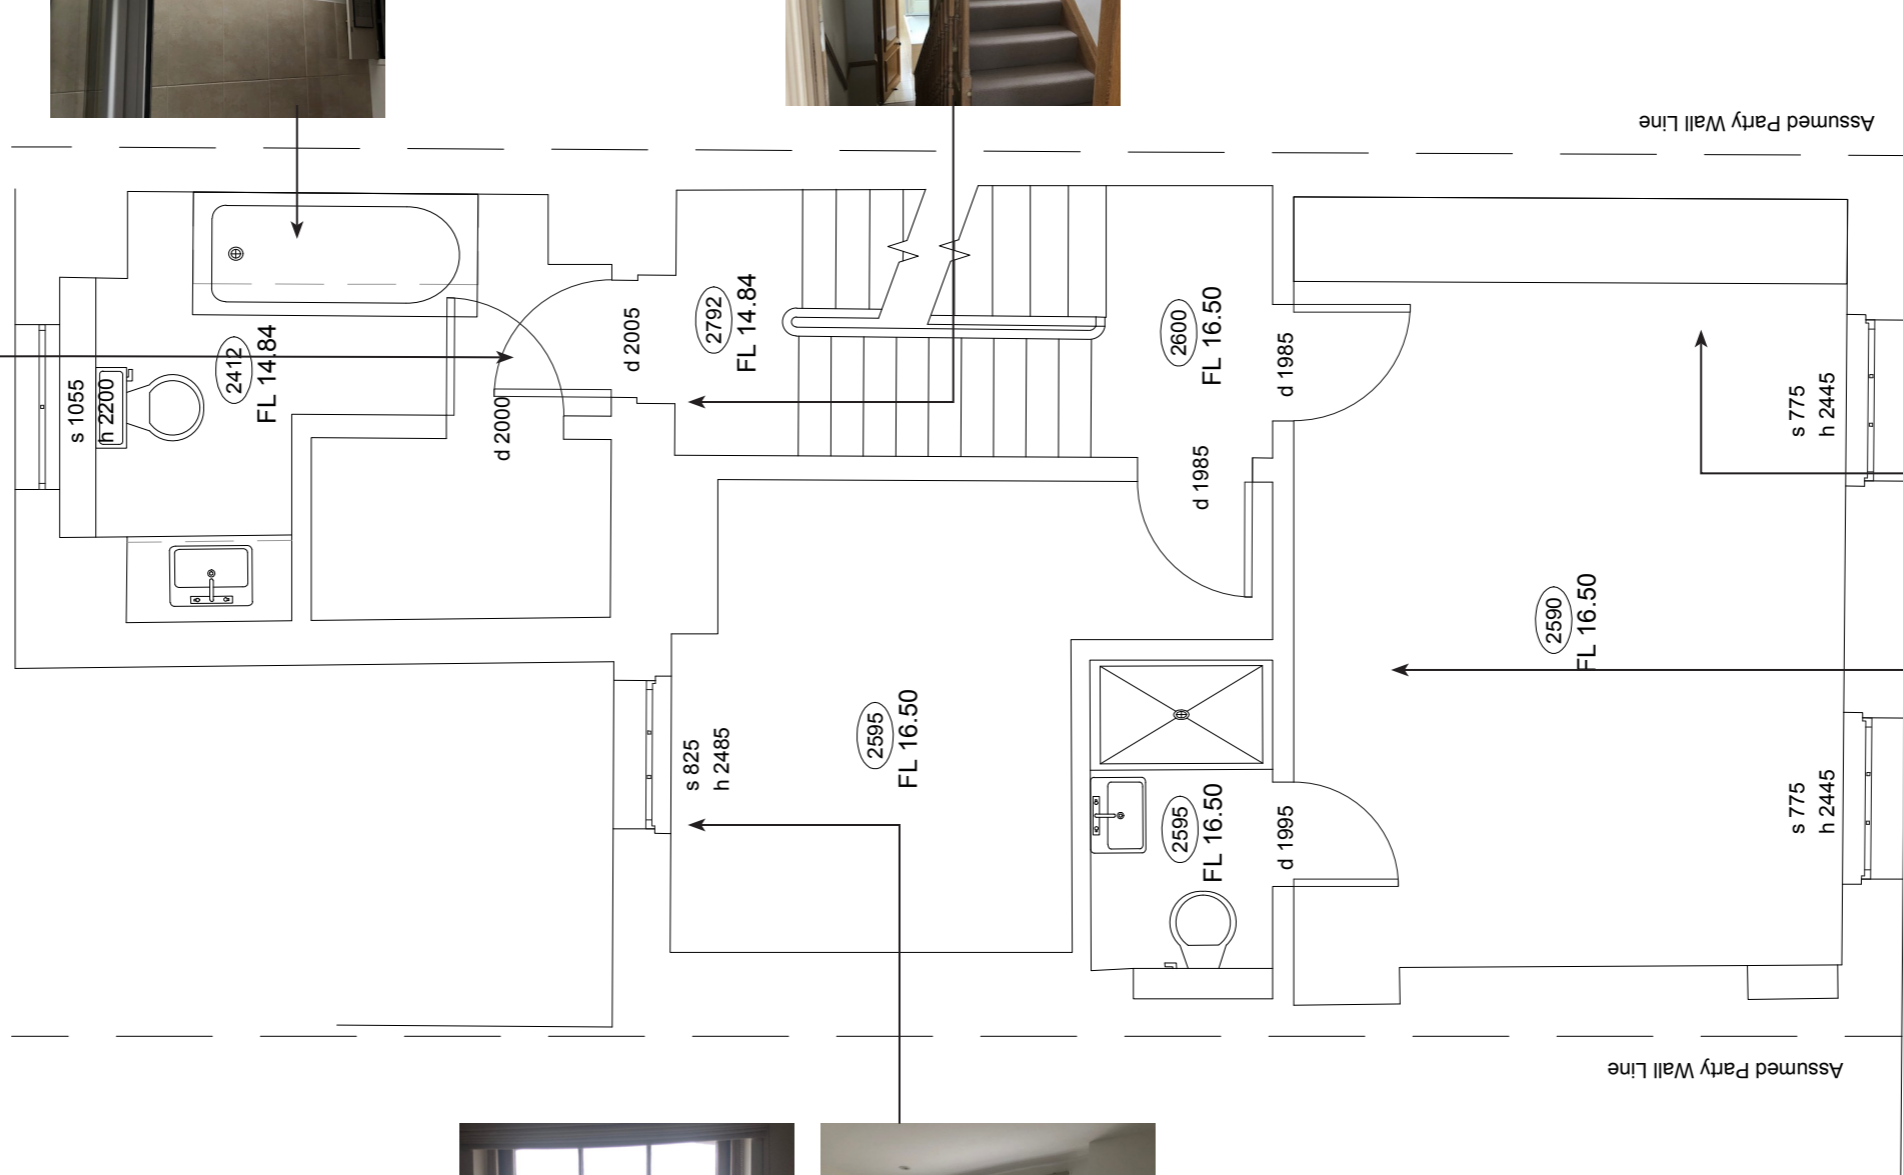 Assumed Party Wall Line
s 1055
h 2200
2412
FL 14.84
d 2000
d 2005
2792
FL 14.84
2600
FL 16.50
d 1985
d 1985
s 775
h 2445
2590
FL 16.50
s 825
h 2485
2595
FL 16.50
2595
FL 16.50
d 1995
s 775
h 2445
Assumed Party Wall Line